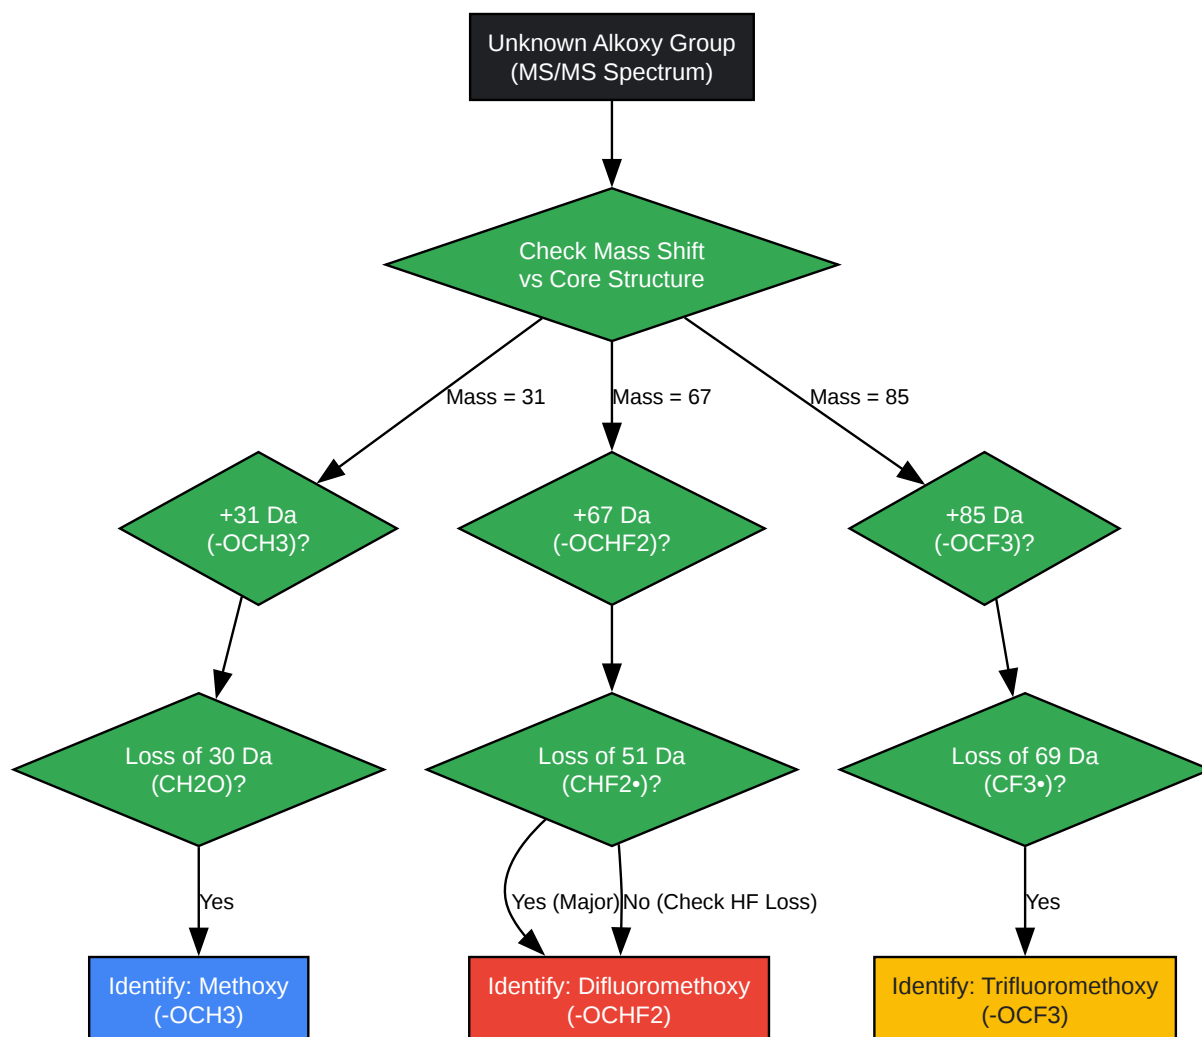 Unknown Alkoxy Group
(MS/MS Spectrum)
Check Mass Shift
vs Core Structure
Mass = 31
Mass = 67
Mass = 85
+31 Da
(-OCH3)?
+67 Da
(-OCHF2)?
+85 Da
(-OCF3)?
Loss of 30 Da
(CH2O)?
Loss of 51 Da
(CHF2•)?
Loss of 69 Da
(CF3•)?
Yes
Yes (Major)
No (Check HF Loss)
Yes
Identify: Methoxy
(-OCH3)
Identify: Difluoromethoxy
(-OCHF2)
Identify: Trifluoromethoxy
(-OCF3)